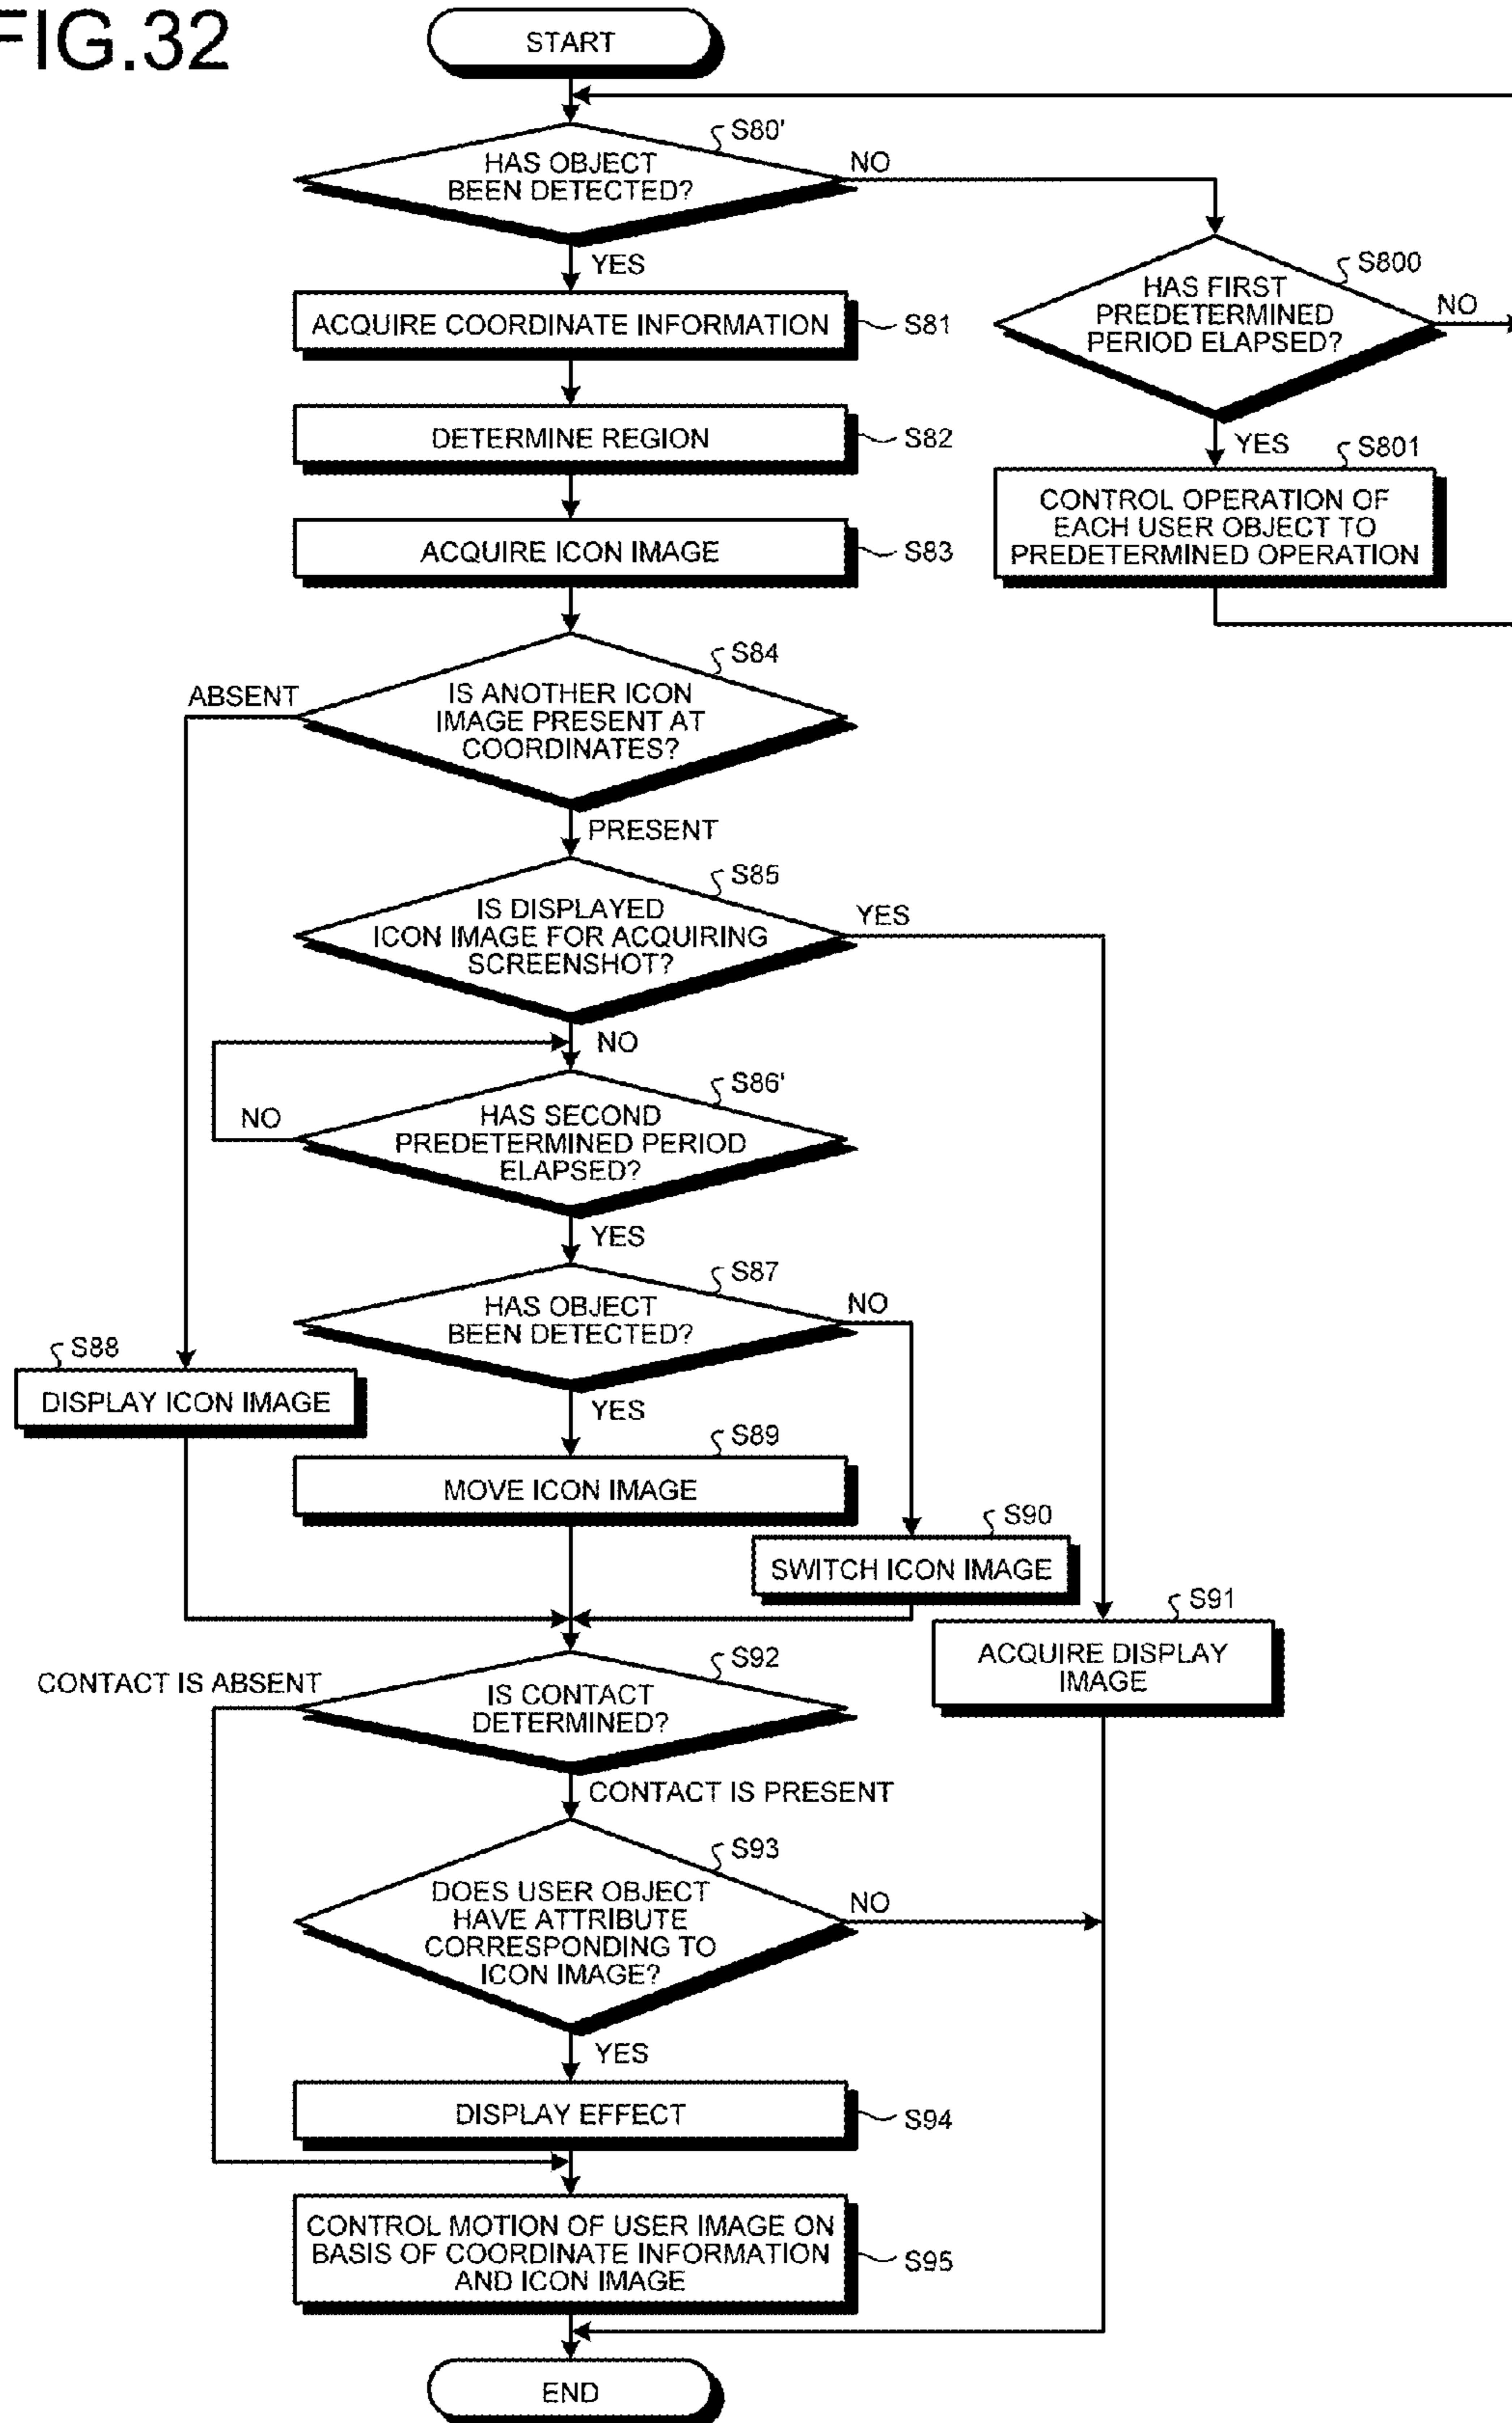 FIG.32
START
S80'
HAS OBJECT
BEEN DETECTED?
NO
YES
S800
HAS FIRST
PREDETERMINED
PERIOD ELAPSED?
NO
YES
S801
CONTROL OPERATION OF
EACH USER OBJECT TO
PREDETERMINED OPERATION
ACQUIRE COORDINATE INFORMATION
S81
DETERMINE REGION
S82
ACQUIRE ICON IMAGE
S83
S84
ABSENT
IS ANOTHER ICON
IMAGE PRESENT AT
COORDINATES?
PRESENT
S85
IS DISPLAYED
ICON IMAGE FOR ACQUIRING
SCREENSHOT?
YES
NO
S86'
NO
HAS SECOND
PREDETERMINED PERIOD
ELAPSED?
YES
S87
HAS OBJECT
BEEN DETECTED?
NO
YES
S88
DISPLAY ICON IMAGE
S89
MOVE ICON IMAGE
S90
SWITCH ICON IMAGE
S91
ACQUIRE DISPLAY
IMAGE
S92
CONTACT IS ABSENT
IS CONTACT
DETERMINED?
CONTACT IS PRESENT
S93
DOES USER OBJECT
HAVE ATTRIBUTE
CORRESPONDING TO
ICON IMAGE?
NO
YES
DISPLAY EFFECT
S94
CONTROL MOTION OF USER IMAGE ON
BASIS OF COORDINATE INFORMATION
AND ICON IMAGE
S95
END